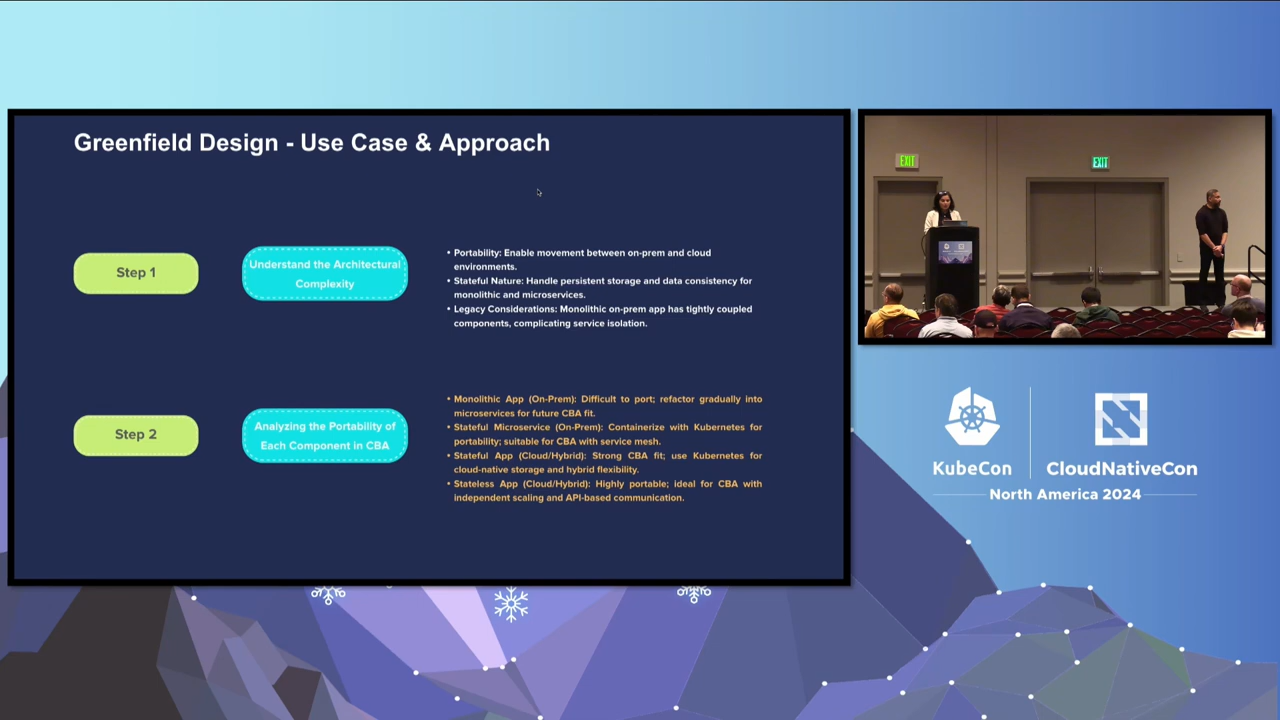 Greenfield Design - Use Case & Approach
Step 1
Understand the Architectural
Complexity
• Portability: Enable movement between on-prem and cloud
environments.
• Stateful Nature: Handle persistent storage and data consistency for
monolithic and microservices.
• Legacy Considerations: Monolithic on-prem app has tightly coupled
components, complicating service isolation.
Step 2
Analyzing the Portability of
Each Component in CBA
• Monolithic App (On-Prem): Difficult to port; refactor gradually into
microservices for future CBA fit.
• Stateful Microservice (On-Prem): Containerize with Kubernetes for
portability; suitable for CBA with service mesh.
• Stateful App (Cloud/Hybrid): Strong CBA fit; use Kubernetes for
cloud-native storage and hybrid flexibility.
• Stateless App (Cloud/Hybrid): Highly portable; ideal for CBA with
independent scaling and API-based communication.
EXIT
EXIT
KubeCon
CloudNativeCon
North America 2024